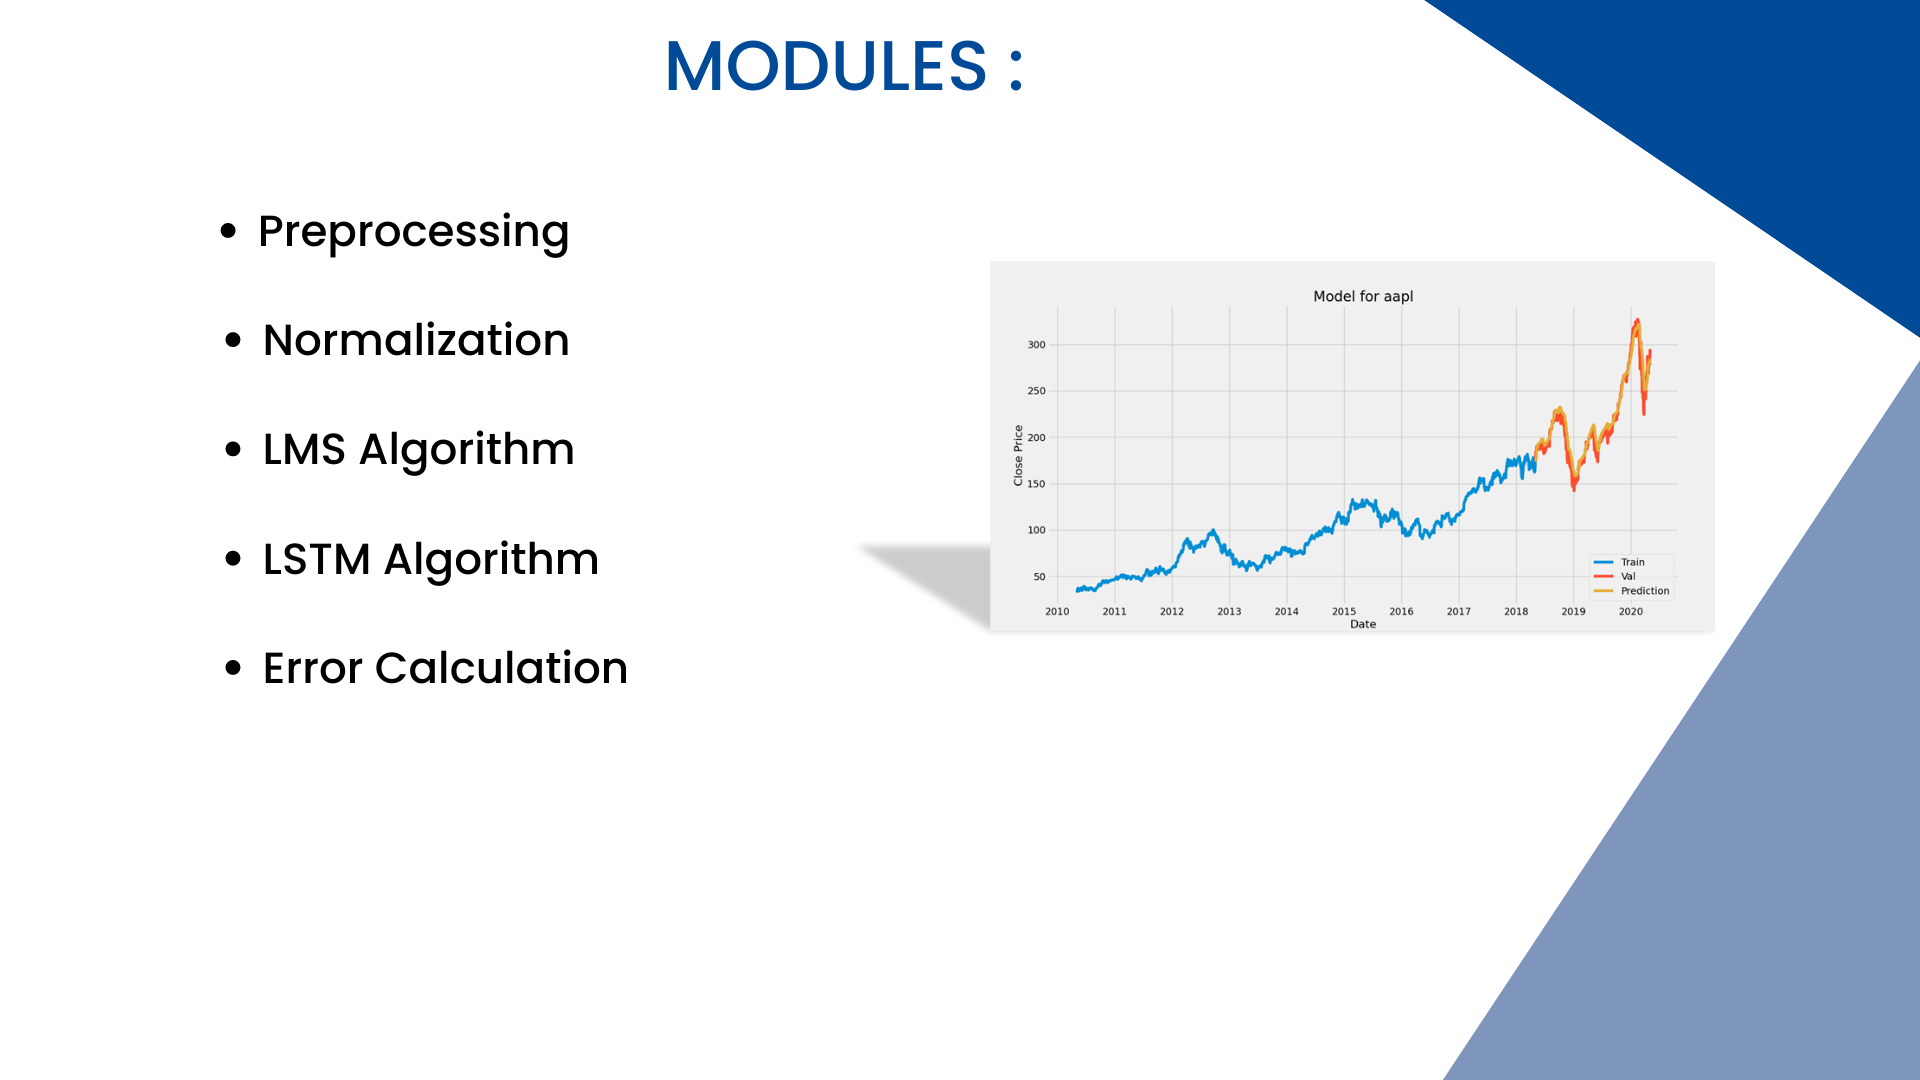 MODULES :
• Preprocessing
• Normalization
• LMS Algorithm
• LSTM Algorithm
• Error Calculation
Model for aapl
Close Price
300
250
200
150
100
50
2010 2011 2012 2013 2014 2015 2016 2017 2018 2019 2020
Date
Train
Val
Prediction